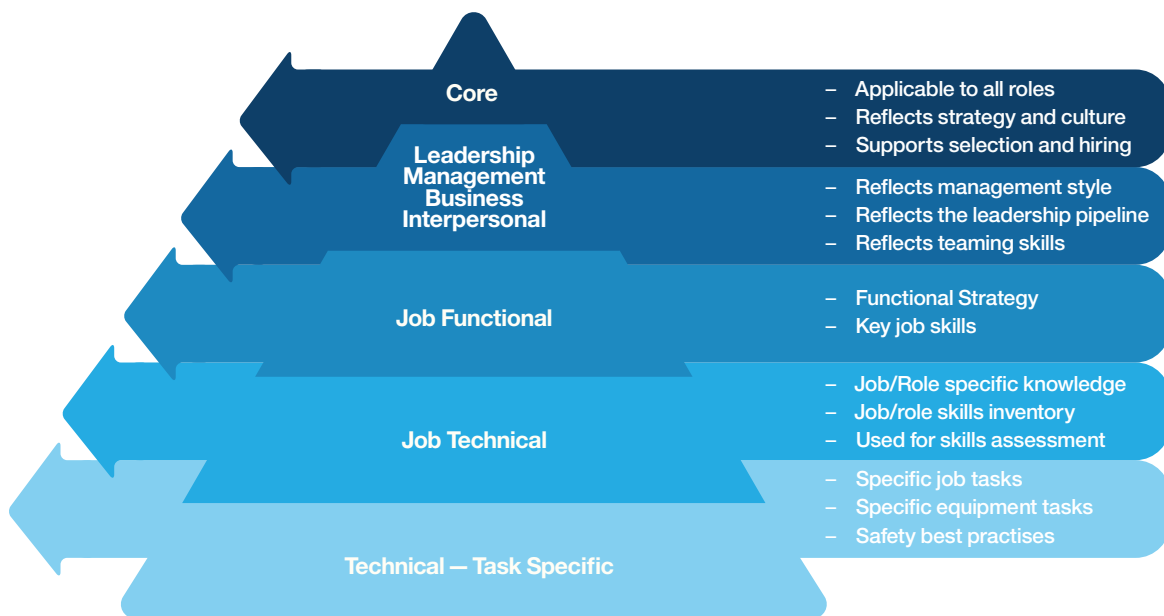 Core
– Applicable to all roles
– Reflects strategy and culture
– Supports selection and hiring
Leadership
Management
Business
Interpersonal
– Reflects management style
– Reflects the leadership pipeline
– Reflects teaming skills
Job Functional
– Functional Strategy
– Key job skills
Job Technical
– Job/Role specific knowledge
– Job/role skills inventory
– Used for skills assessment
Technical — Task Specific
– Specific job tasks
– Specific equipment tasks
– Safety best practises